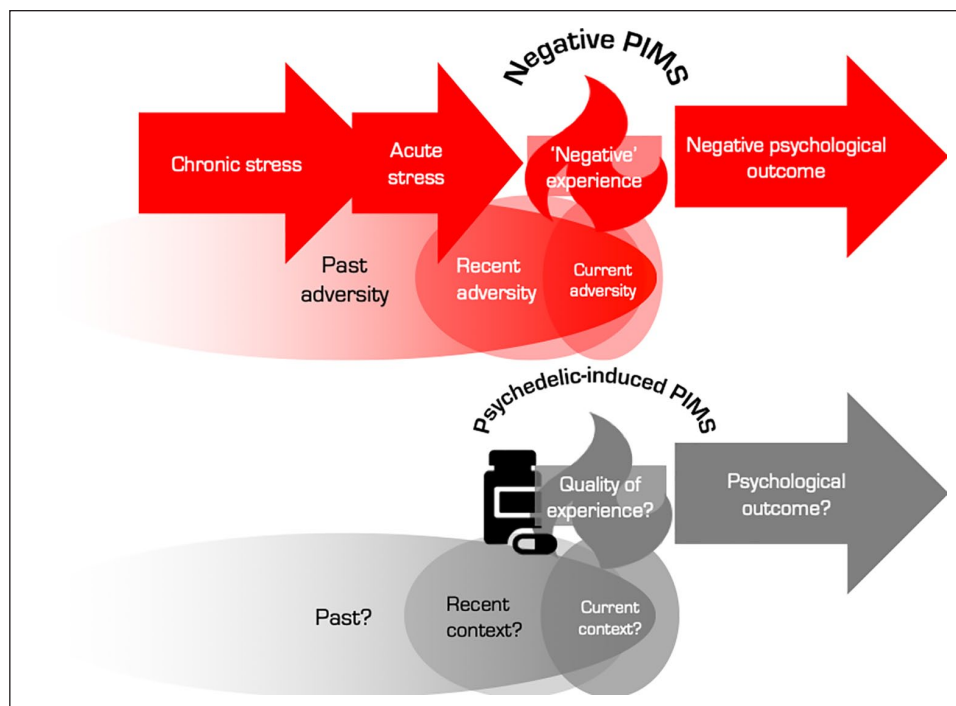 Negative PIMS
Chronic stress
Acute
stress
'Negative'
experience
Negative psychological
outcome
Past
adversity
Recent
adversity
Current
adversity
Psychedelic-induced PIMS
Quality of
experience?
Psychological
outcome?
Past?
Recent
context?
Current
context?